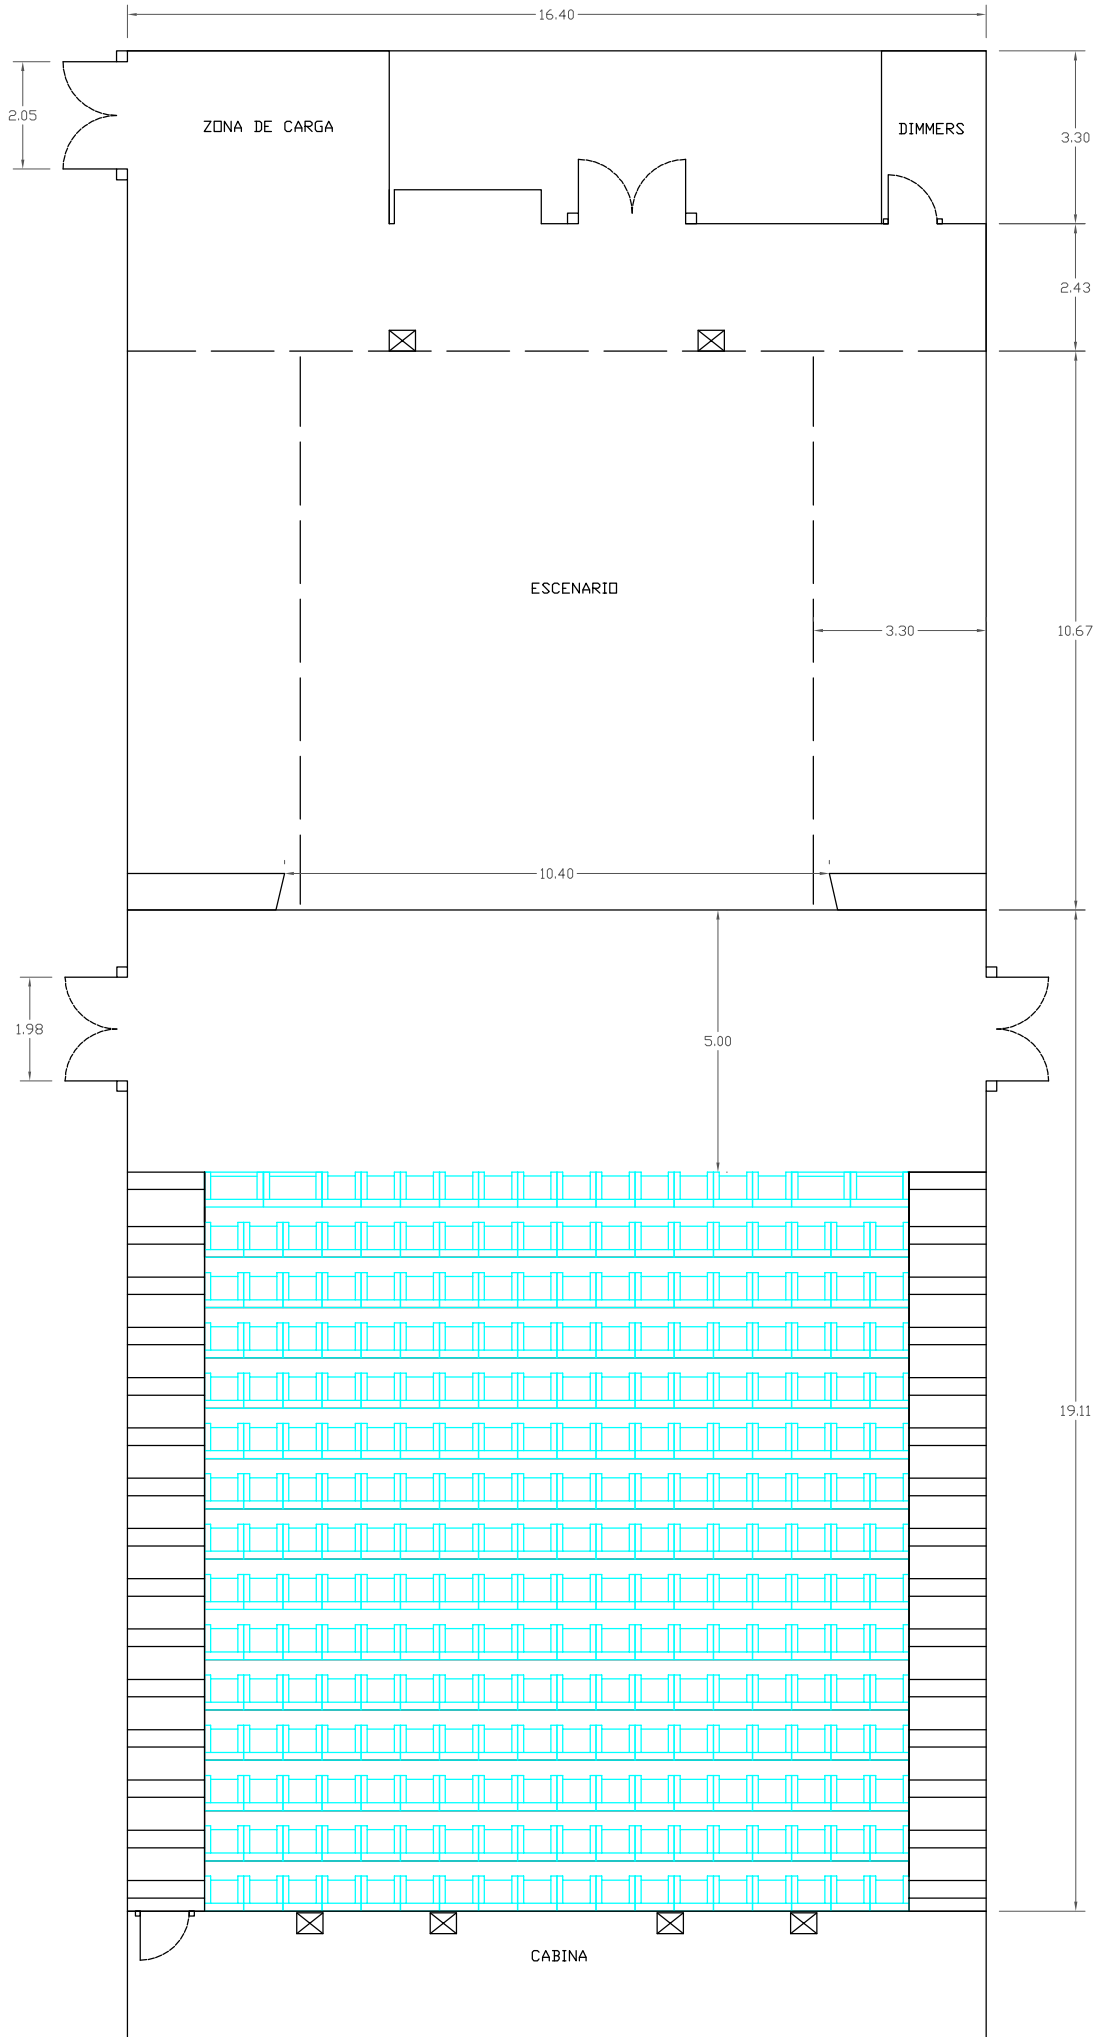 16.40
2.05
ZONA DE CARGA
DIMMERS
3.30
2.43
ESCENARIO
3.30
10.67
10.40
1.98
5.00
19.11
CABINA